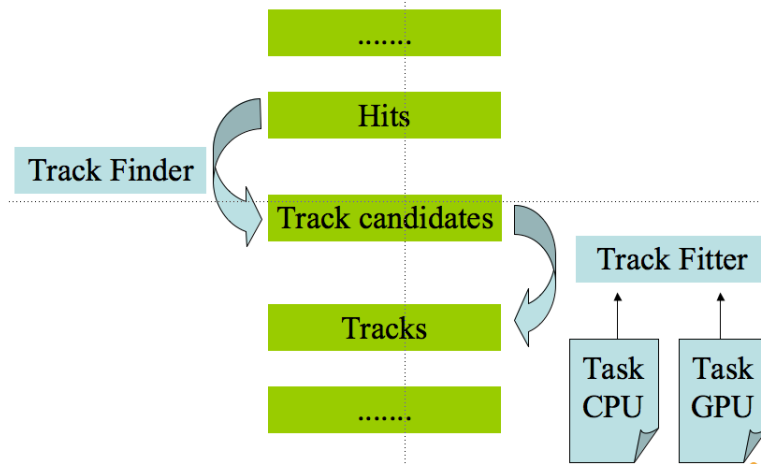 .......
Hits
Track Finder
Track candidates
Track Fitter
Tracks
Task
CPU
Task
GPU
.......